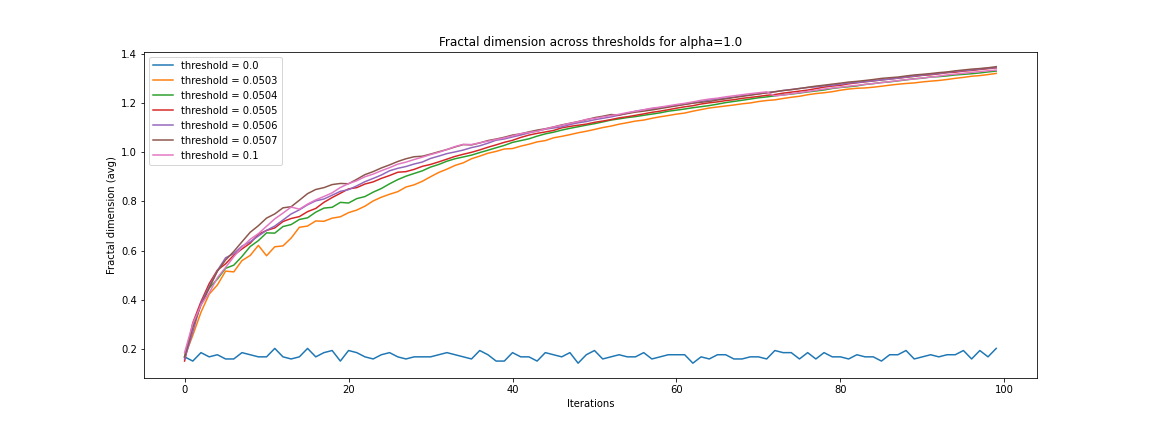 Fractal dimension across thresholds for alpha=1.0
1.4
1.2
1.0
0.8
0.6
0.4
0.2
Fractal dimension (avg)
threshold = 0.0
threshold = 0.0503
threshold = 0.0504
threshold = 0.0505
threshold = 0.0506
threshold = 0.0507
threshold = 0.1
0 20 40 60 80 100
Iterations